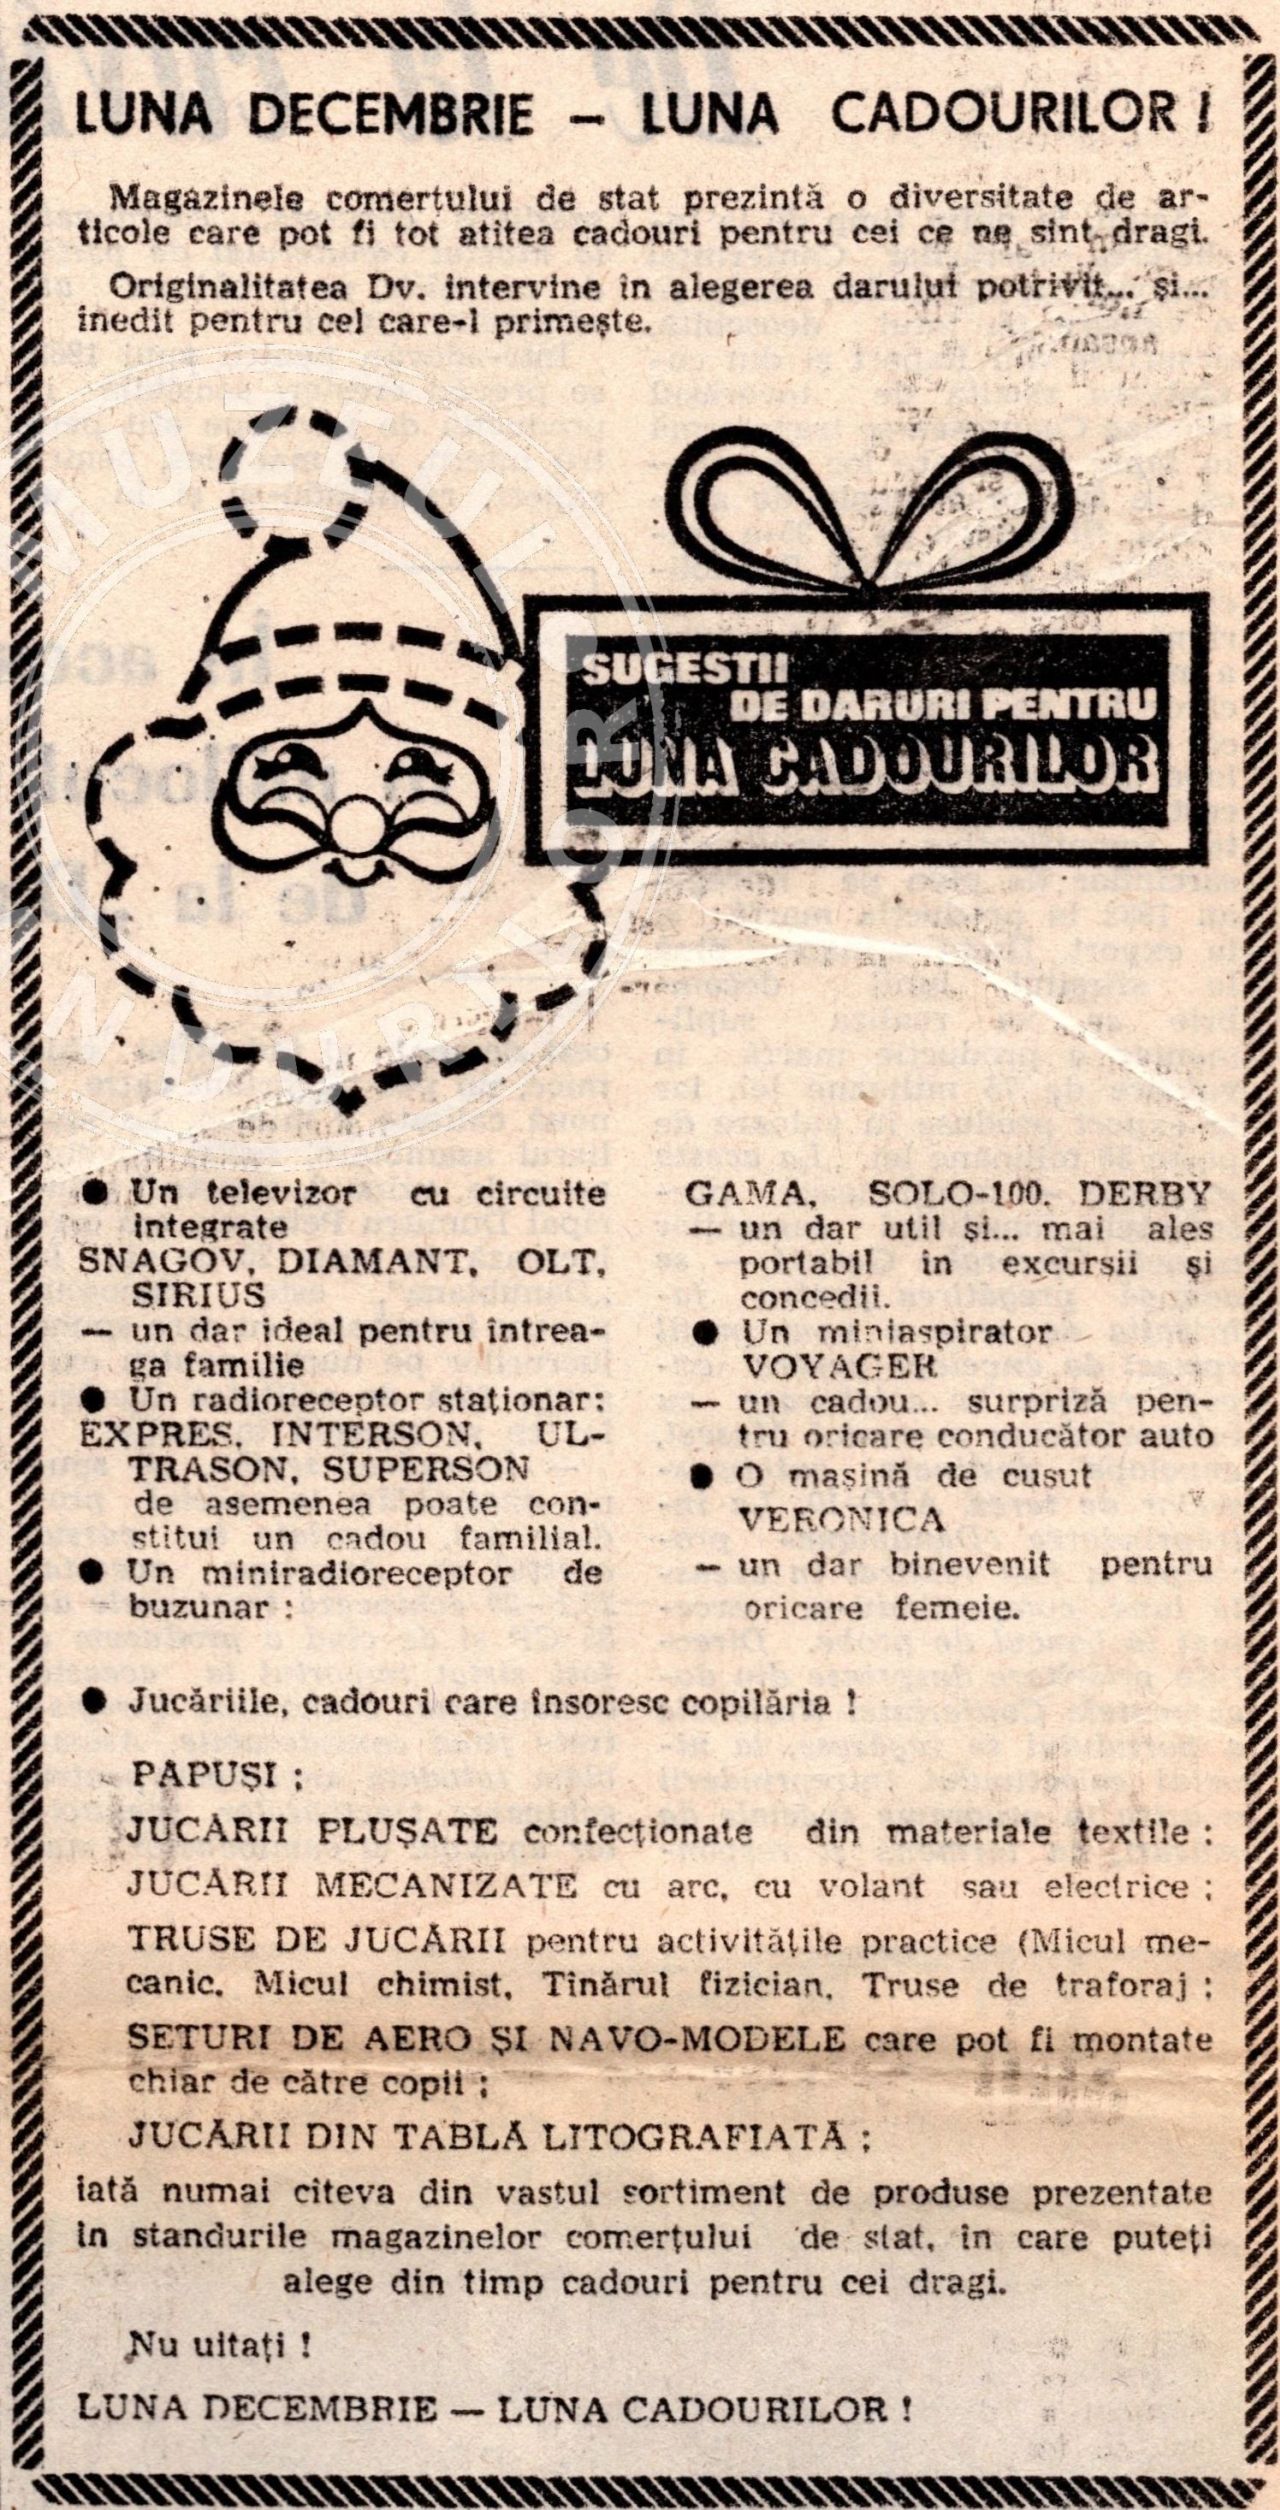 LUNA DECEMBRIE – LUNA CADOURILOR !
Magazinele comerțului de stat prezintă o diversitate de ar-
ticole care pot fi tot atîtea cadouri pentru cei ce ne sînt dragi.
Originalitatea Dv. intervine în alegerea darului potrivit... și...
inedit pentru cel care-l primește.
SUGESTII
DE DARURI PENTRU
LUNA CADOURILOR
● Un televizor cu circuite
integrate
SNAGOV, DIAMANT, OLT,
SIRIUS
— un dar ideal pentru întrea-
ga familie
● Un radioreceptor staționar:
EXPRES, INTERSON, UL-
TRASON, SUPERSON
de asemenea poate con-
stitui un cadou familial.
● Un miniradioreceptor de
buzunar :
GAMA, SOLO-100, DERBY
— un dar util și... mai ales
portabil în excursii și
concedii.
● Un miniaspirator
VOYAGER
— un cadou... surpriză pen-
tru oricare conducător auto
● O mașină de cusut
VERONICA
— un dar binevenit pentru
oricare femeie.
● Jucăriile, cadouri care însoresc copilăria !
PAPUȘI ;
JUCĂRII PLUȘATE confecționate din materiale textile ;
JUCĂRII MECANIZATE cu arc, cu volant sau electrice ;
TRUSE DE JUCĂRII pentru activitățile practice (Micul me-
canic, Micul chimist, Tînărul fizician, Truse de traforaj ;
SETURI DE AERO ȘI NAVO-MODELE care pot fi montate
chiar de către copii ;
JUCĂRII DIN TABLĂ LITOGRAFIATĂ ;
iată numai cîteva din vastul sortiment de produse prezentate
în standurile magazinelor comerțului de stat, în care puteți
alege din timp cadouri pentru cei dragi.
Nu uitați !
LUNA DECEMBRIE — LUNA CADOURILOR !